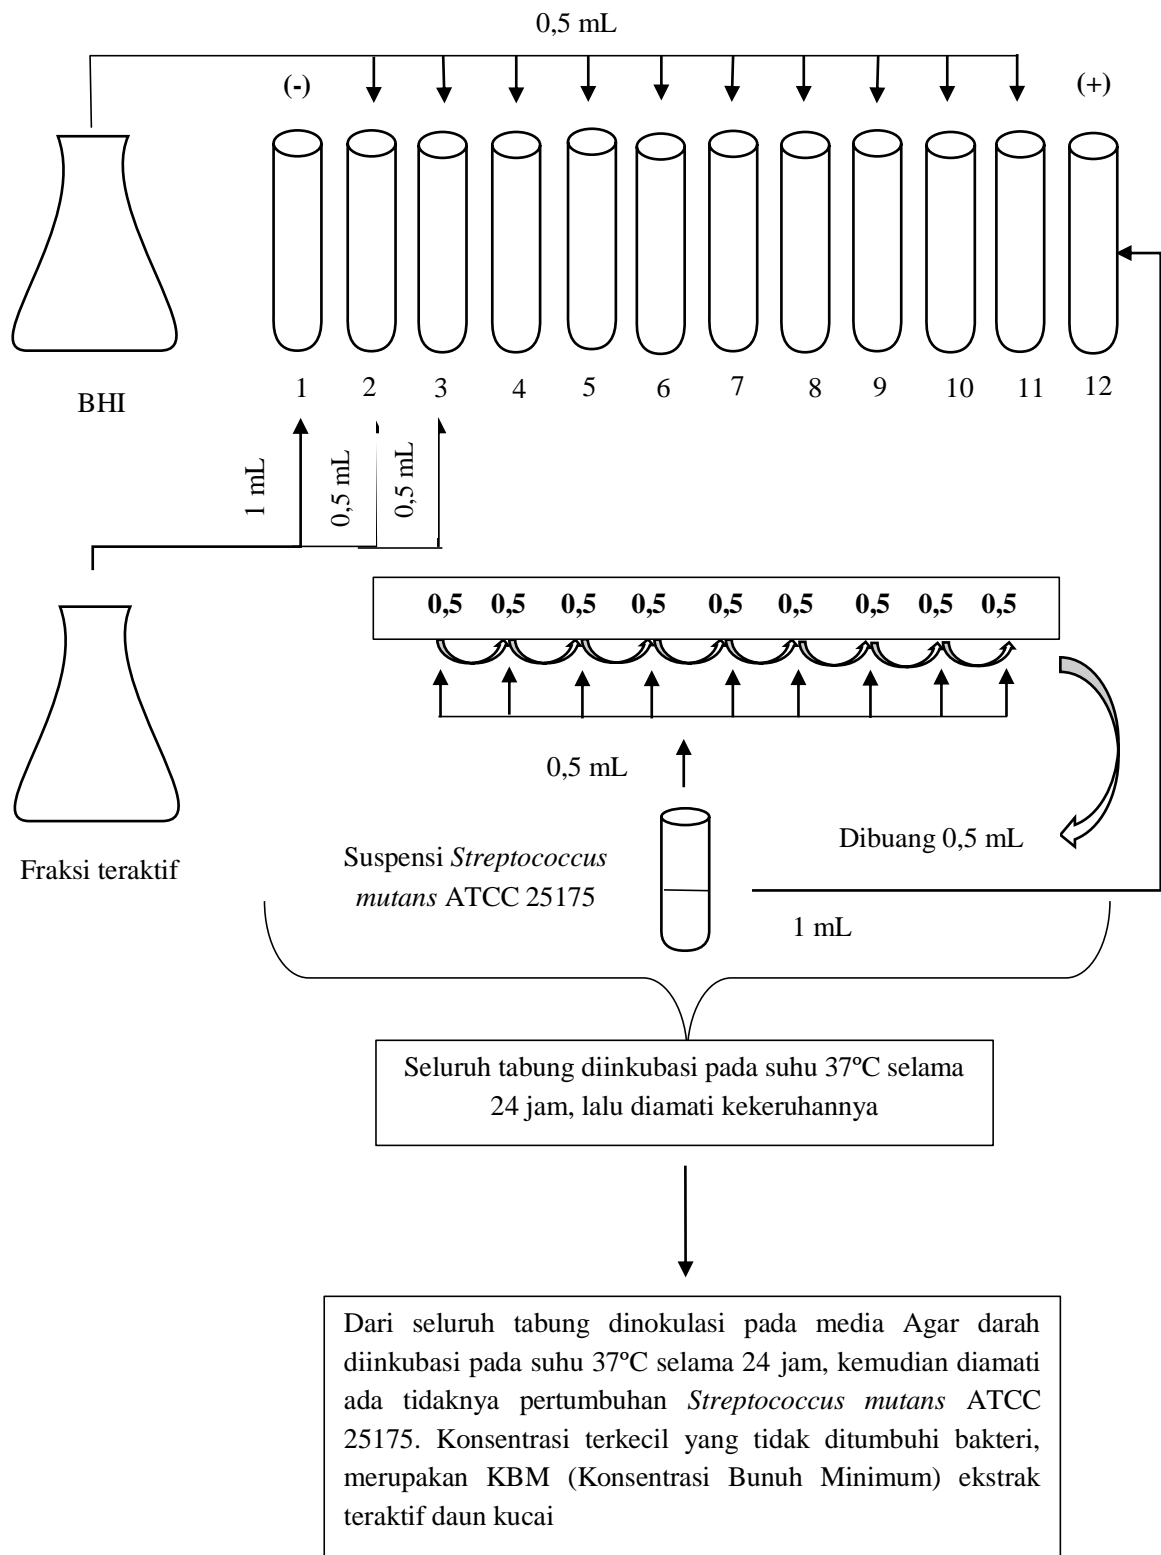 0,5 mL
(-)
(+)
BHI
1 2 3 4 5 6 7 8 9 10 11 12
1 mL
0,5 mL
0,5 mL
0,5 0,5 0,5 0,5 0,5 0,5 0,5 0,5 0,5
0,5 mL
Fraksi teraktif
Suspensi Streptococcus
mutans ATCC 25175
Dibuang 0,5 mL
1 mL
Seluruh tabung diinkubasi pada suhu 37ºC selama
24 jam, lalu diamati kekeruhannya
Dari seluruh tabung dinokulasi pada media Agar darah
diinkubasi pada suhu 37ºC selama 24 jam, kemudian diamati
ada tidaknya pertumbuhan Streptococcus mutans ATCC
25175. Konsentrasi terkecil yang tidak ditumbuhi bakteri,
merupakan KBM (Konsentrasi Bunuh Minimum) ekstrak
teraktif daun kucai